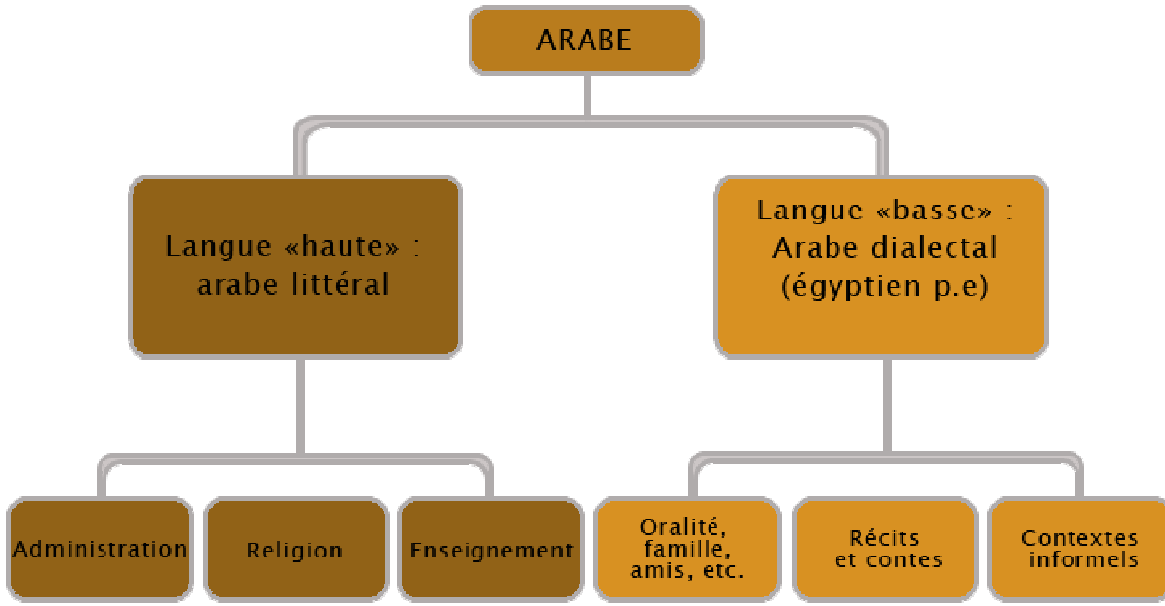 ARABE
Langue «haute» :
arabe littéral
Langue «basse» :
Arabe dialectal
(égyptien p.e)
Administration
Religion
Enseignement
Oralité,
famille,
amis, etc.
Récits
et contes
Contextes
informels